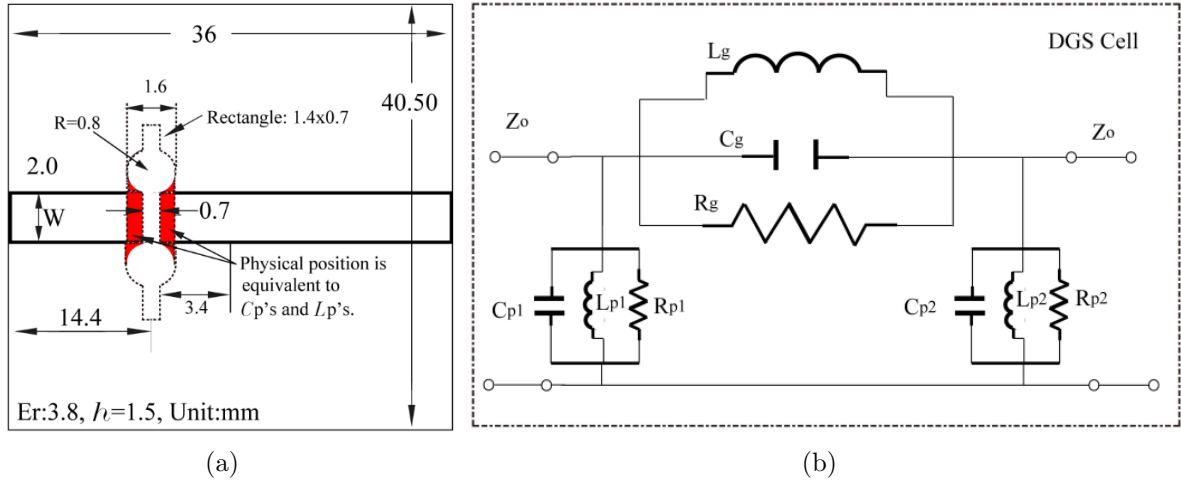 36
1.6
40.50
R=0.8
Rectangle: 1.4x0.7
2.0
W
0.7
Physical position is
equivalent to
Cp's and Lp's.
3.4
14.4
Er:3.8, h=1.5, Unit:mm
(a)
DGS Cell
Lg
Zo
Cg
Zo
Rg
Cp1
Lp1
Rp1
Cp2
Lp2
Rp2
(b)